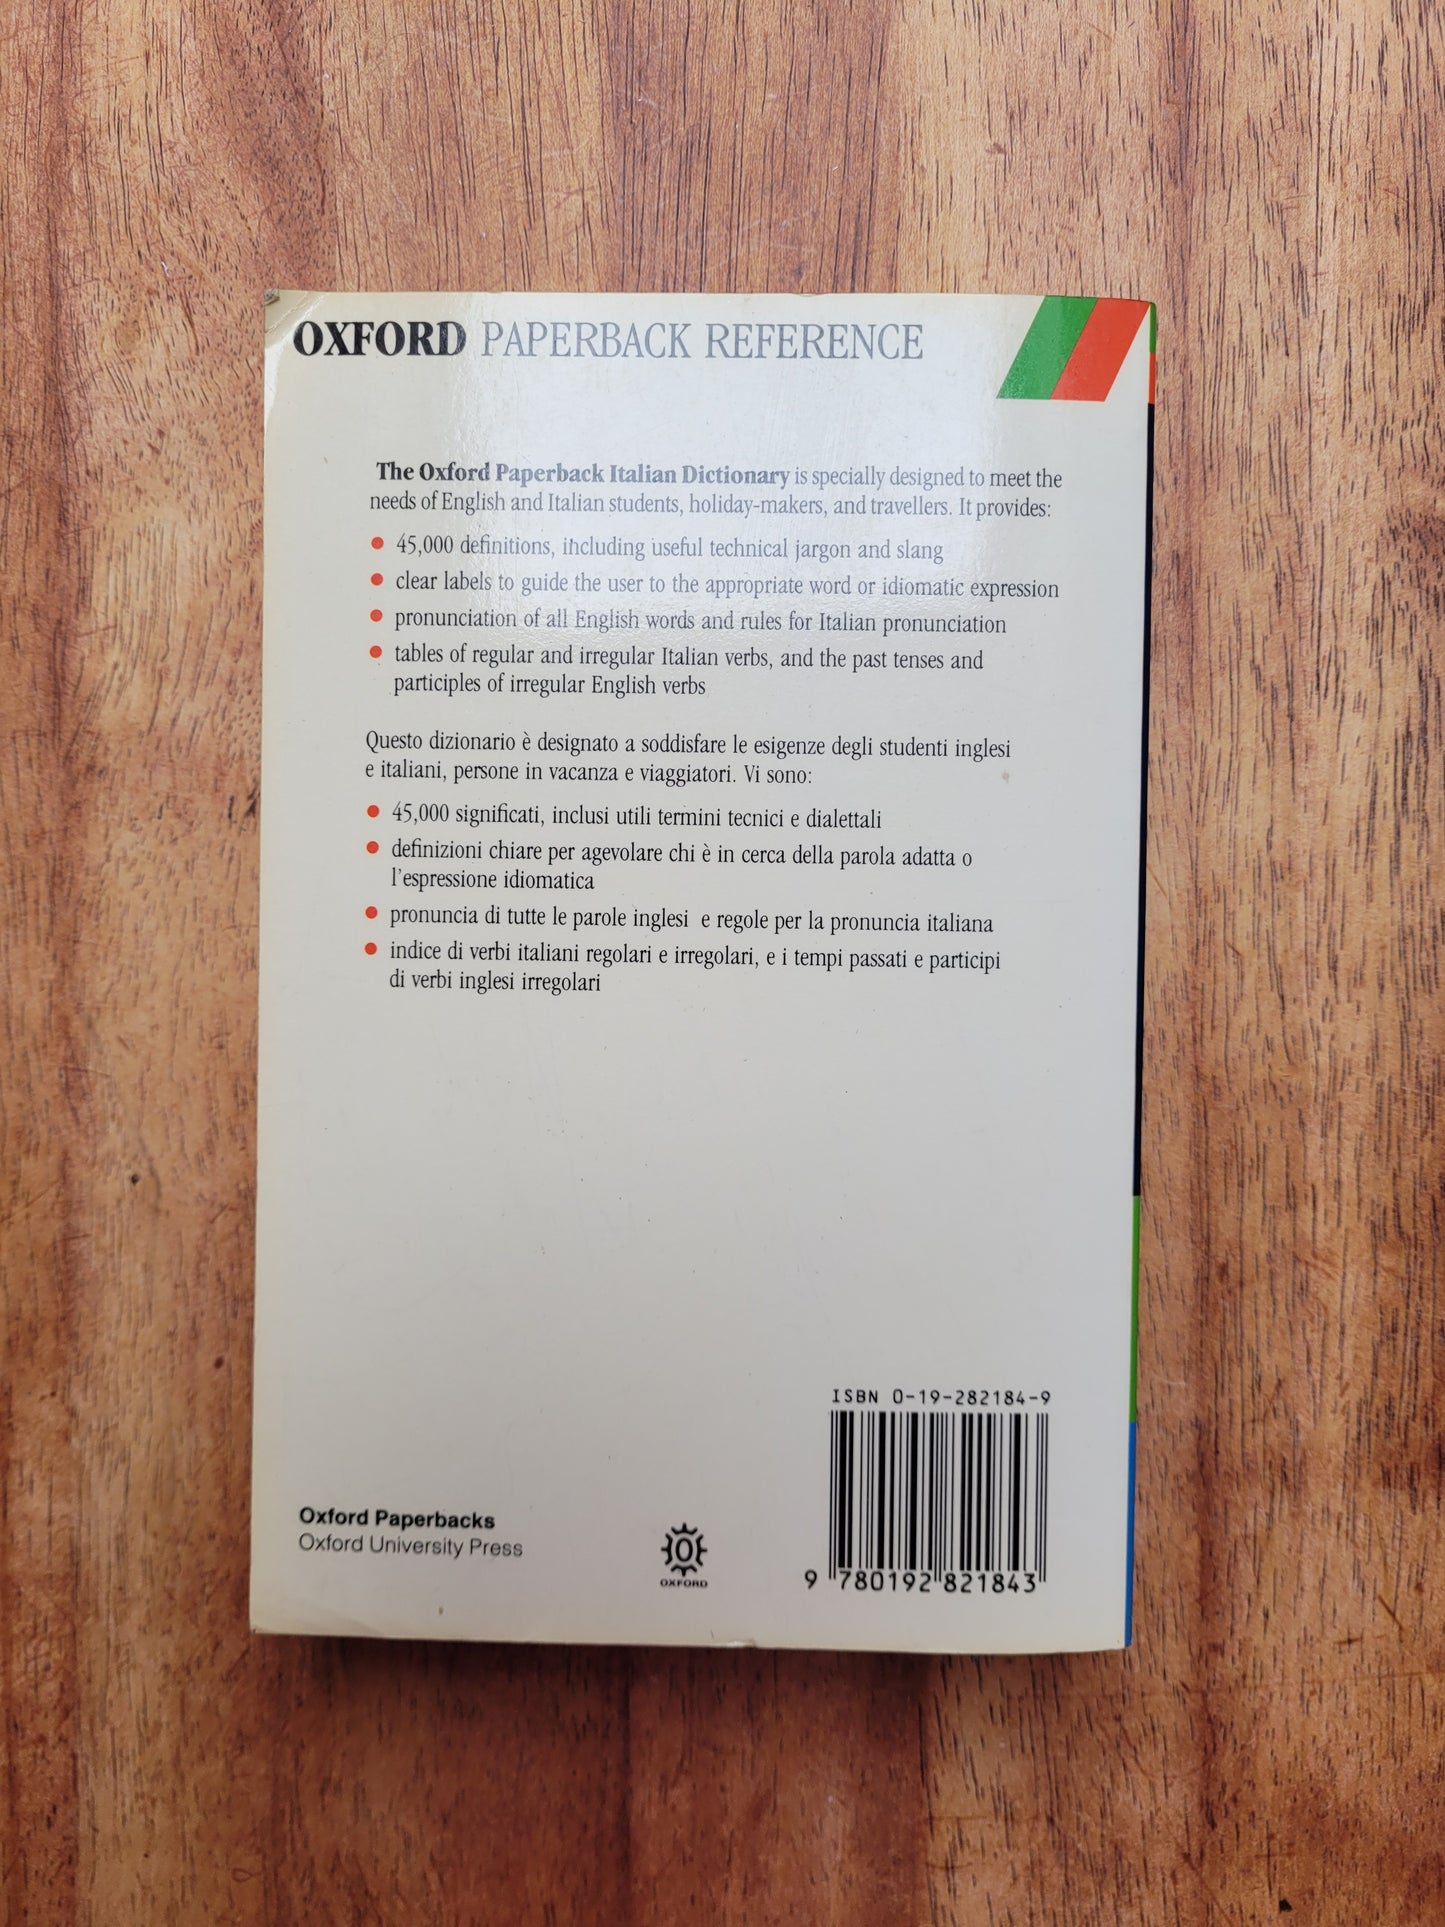 OXFORD PAPERBACK REFERENCE
The Oxford Paperback Italian Dictionary is specially designed to meet the
needs of English and Italian students, holiday-makers, and travellers. It provides:
• 45,000 definitions, including useful technical jargon and slang
• clear labels to guide the user to the appropriate word or idiomatic expression
• pronunciation of all English words and rules for Italian pronunciation
• tables of regular and irregular Italian verbs, and the past tenses and
participles of irregular English verbs
Questo dizionario è designato a soddisfare le esigenze degli studenti inglesi
e italiani, persone in vacanza e viaggiatori. Vi sono:
• 45,000 significati, inclusi utili termini tecnici e dialettali
• definizioni chiare per agevolare chi è in cerca della parola adatta o
l'espressione idiomatica
• pronuncia di tutte le parole inglesi e regole per la pronuncia italiana
• indice di verbi italiani regolari e irregolari, e i tempi passati e participi
di verbi inglesi irregolari
ISBN 0-19-282184-9
Oxford Paperbacks
Oxford University Press
OXFORD
9 780192 821843